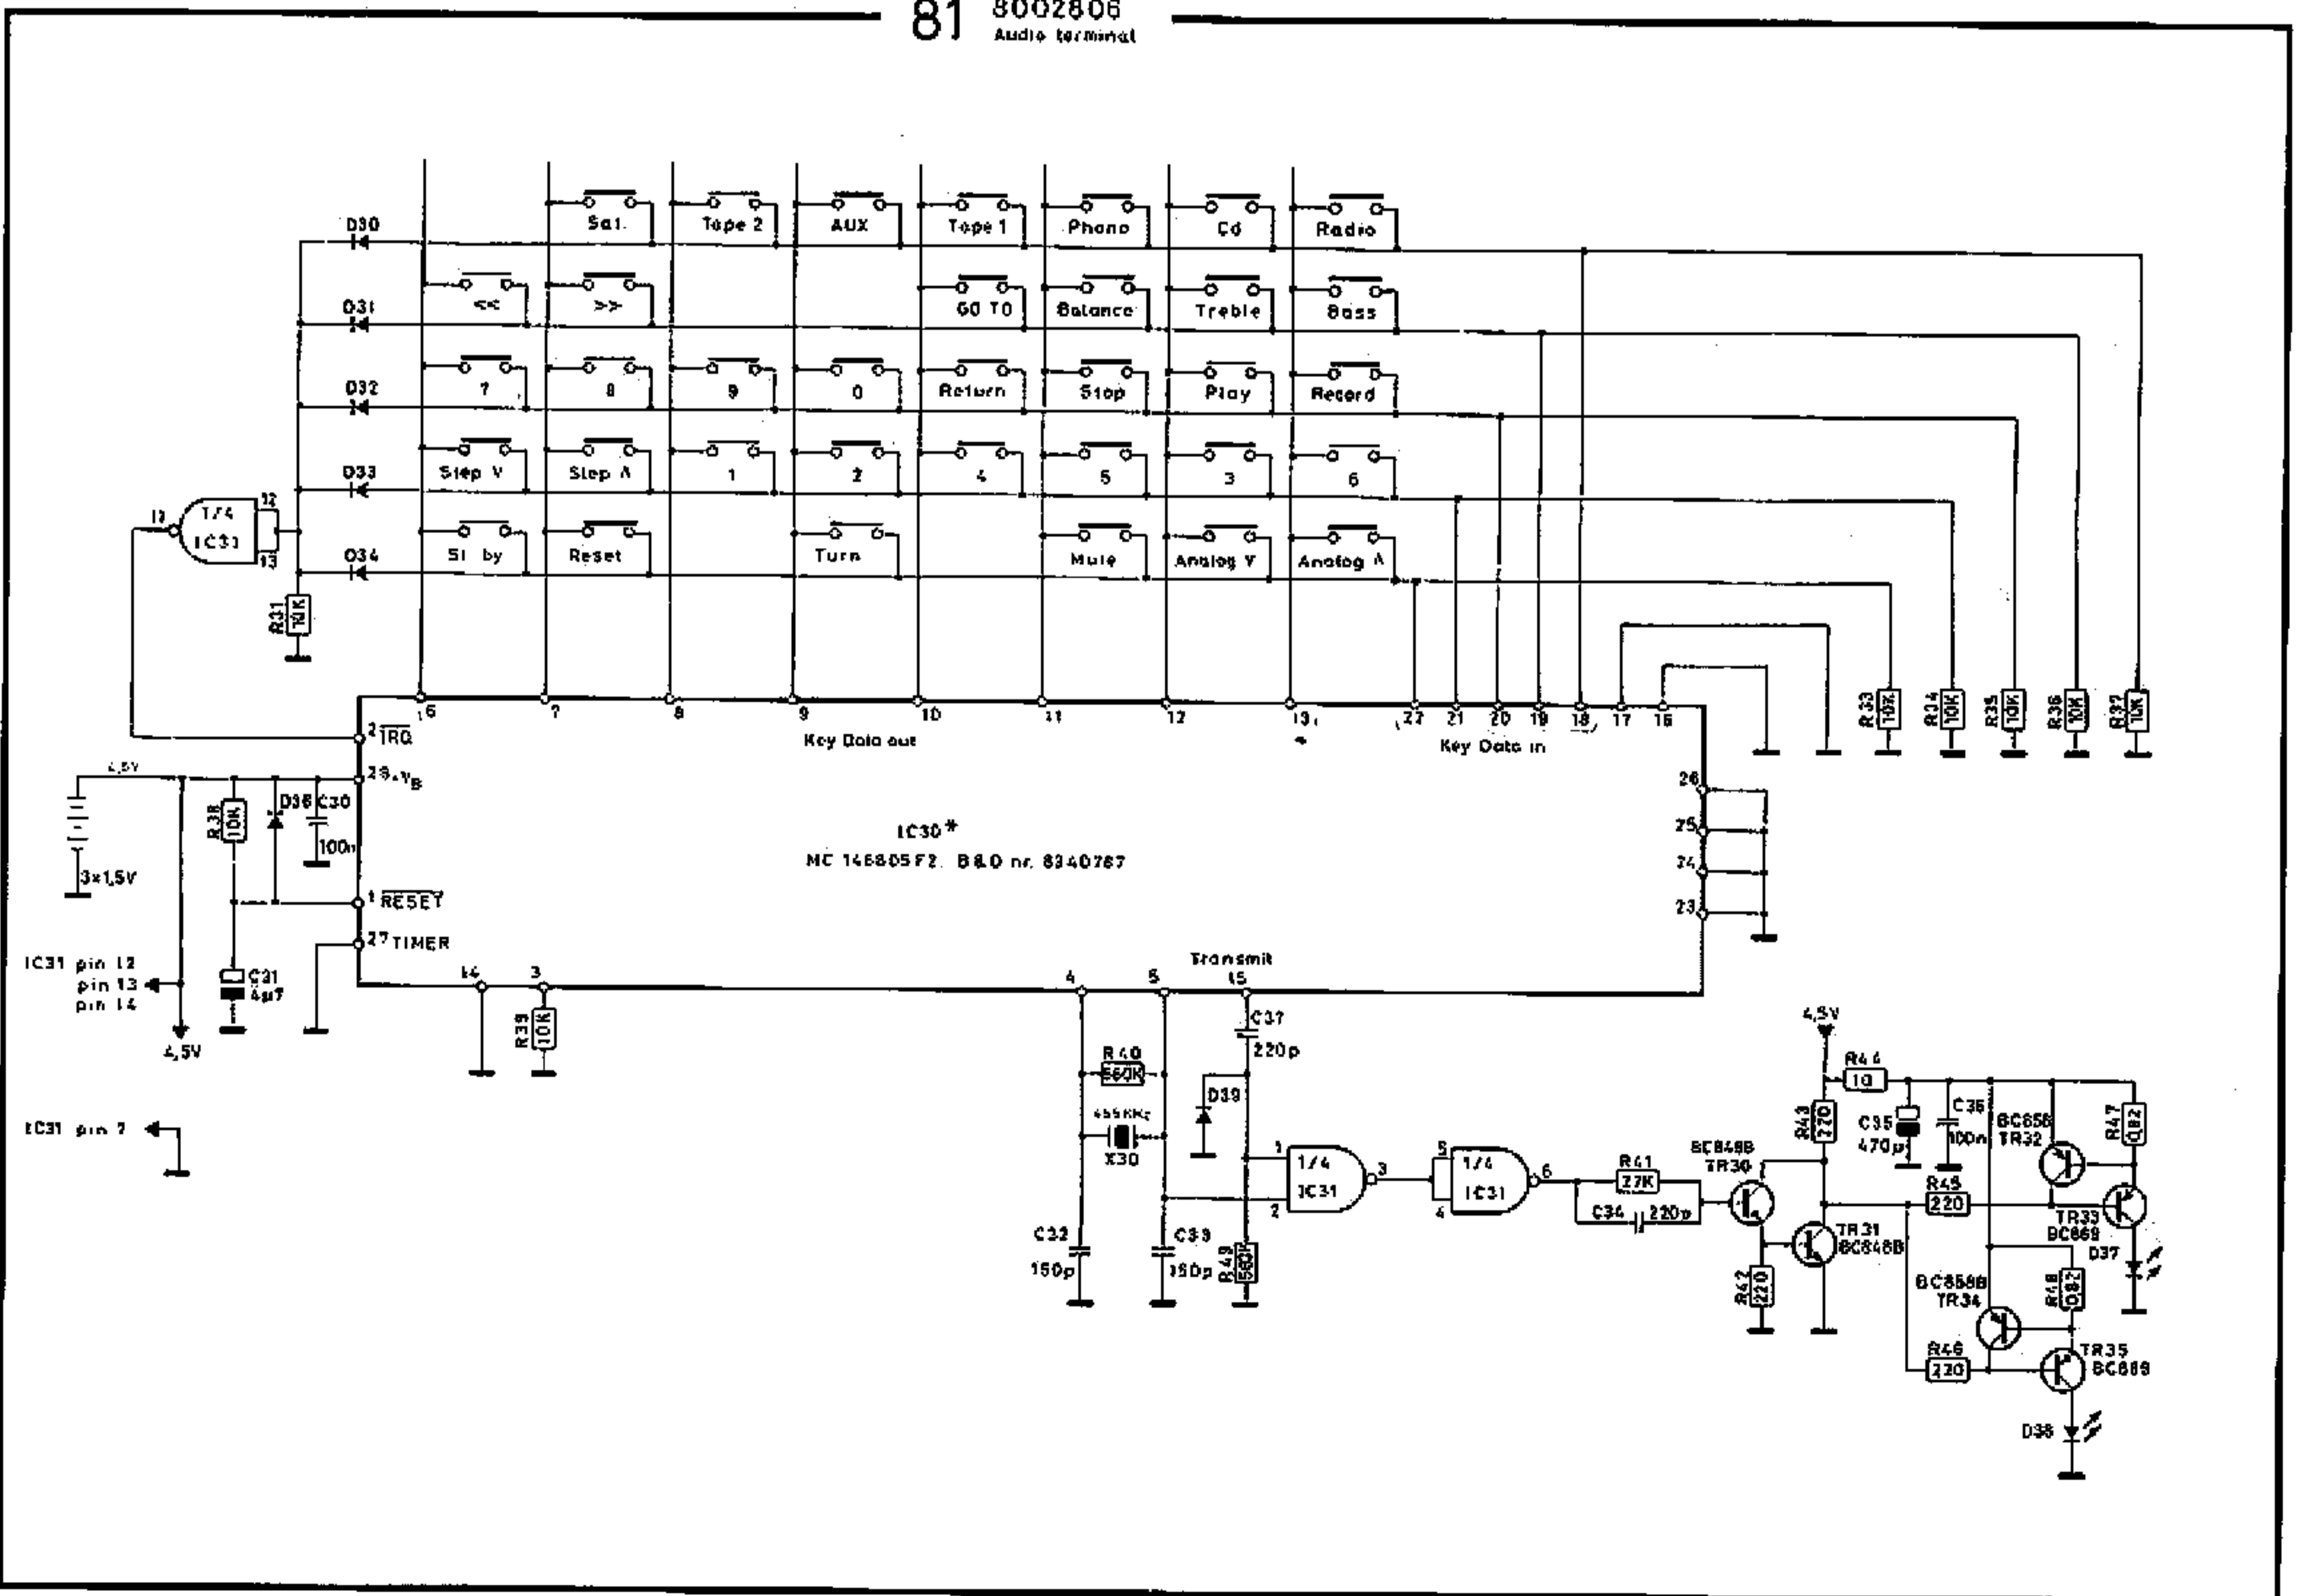 81 8002806
Audio terminal
Sat. Tape 2 AUX Tape 1 Phono Cd Radio
D30
<< >> GO TO Balance Treble Bass
D31
7 8 9 0 Return Stop Play Record
D32
Step V Step Λ 1 2 4 5 3 6
D33
11 1/4 IC31 12 13
St by Reset Turn Mute Analog V Analog Λ
D34
R31 10K
6 7 8 9 10 11 12 13 22 21 20 19 18 17 16
R33 10K R34 10K R35 10K R36 10K R37 10K
2 IRQ
Key Data out
Key Data in
4,5V
28 +VB
R38 10K D36 C30
100n
3x1,5V
IC30*
MC 146805F2. B&O nr. 8340787
26
25
24
23
1 RESET
27 TIMER
IC31 pin 12
pin 13
pin 14
C31
4µ7
4,5V
14 3 4 5 15
Transmit
R39 10K
C37
220p
R40
560K
455KHz
X30
D39
IC31 pin 7
1 2 1/4 IC31 3
5 4 1/4 IC31 6
R41
27K
C34 220p
BC848B
TR30
4,5V
R44
10
R43 220
C35
470µ
C36
100n
BC858B
TR32
R47 0,82
R45
220
TR33
BC869
D37
C32
150p
C33
150p
R49 560K
R42 220
TR31
BC848B
BC858B
TR34
R48 0,82
R46
220
TR35
BC869
D38